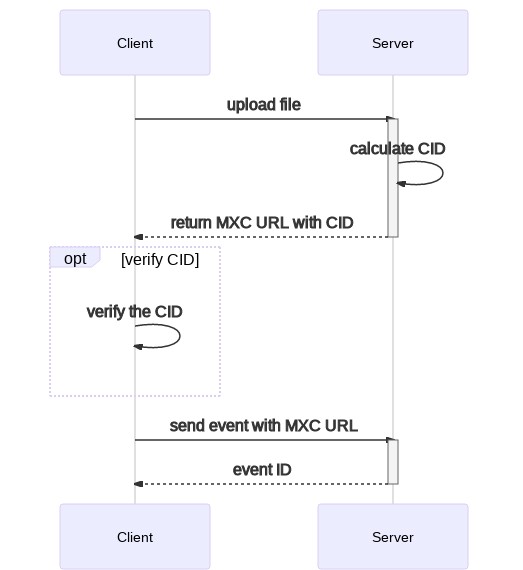 Client
Server
upload file
calculate CID
return MXC URL with CID
opt
[verify CID]
verify the CID
send event with MXC URL
event ID
Client
Server